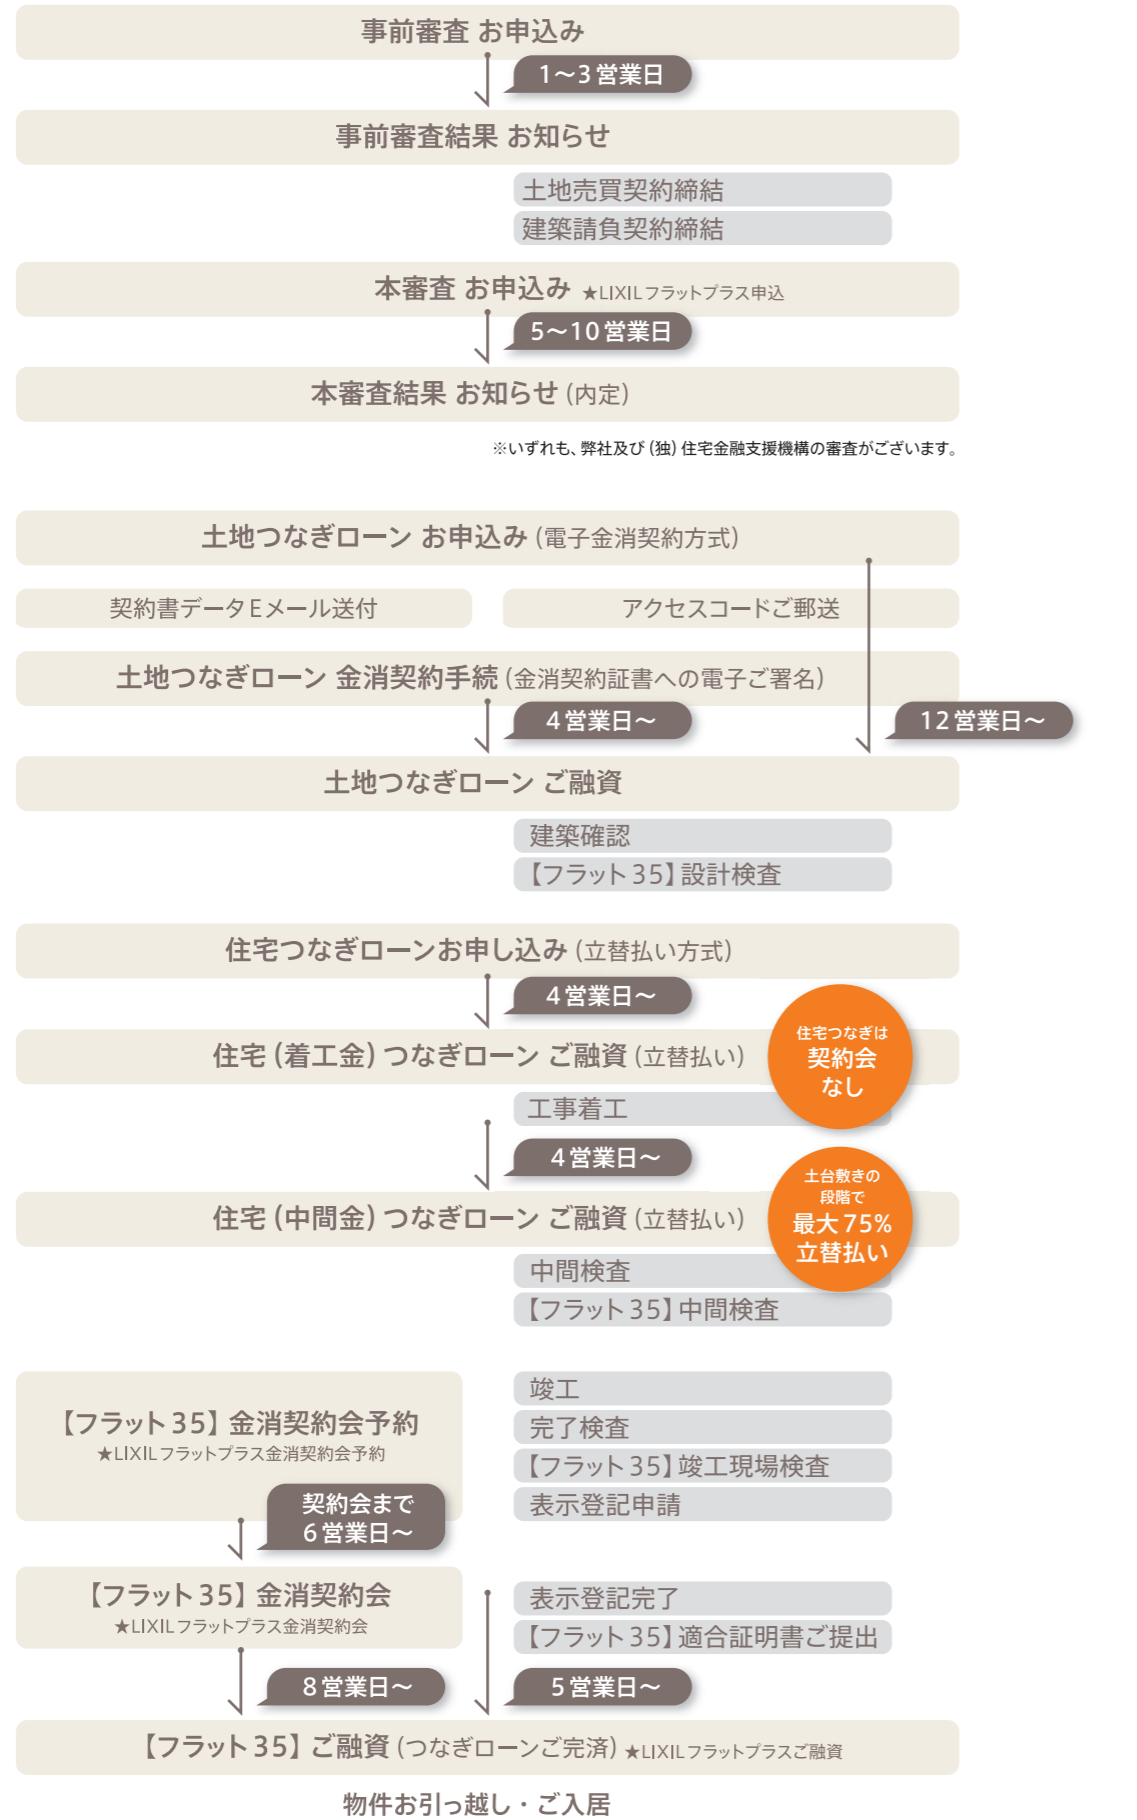 事前審査 お申込み
1〜3営業日
事前審査結果 お知らせ
土地売買契約締結
建築請負契約締結
本審査 お申込み ★LIXILフラットプラス申込
5〜10営業日
本審査結果 お知らせ（内定）
※いずれも、弊社及び（独）住宅金融支援機構の審査がございます。
土地つなぎローン お申込み（電子金消契約方式）
契約書データEメール送付
アクセスコードご郵送
土地つなぎローン 金消契約手続（金消契約証書への電子ご署名）
4営業日〜
12営業日〜
土地つなぎローン ご融資
建築確認
【フラット35】設計検査
住宅つなぎローンお申し込み（立替払い方式）
4営業日〜
住宅つなぎは
契約会
なし
住宅（着工金）つなぎローン ご融資（立替払い）
工事着工
4営業日〜
土台敷きの
段階で
最大75%
立替払い
住宅（中間金）つなぎローン ご融資（立替払い）
中間検査
【フラット35】中間検査
【フラット35】金消契約会予約
★LIXILフラットプラス金消契約会予約
竣工
完了検査
【フラット35】竣工現場検査
表示登記申請
契約会まで
6営業日〜
【フラット35】金消契約会
★LIXILフラットプラス金消契約会
表示登記完了
【フラット35】適合証明書ご提出
8営業日〜
5営業日〜
【フラット35】ご融資（つなぎローンご完済）★LIXILフラットプラスご融資
物件お引っ越し・ご入居